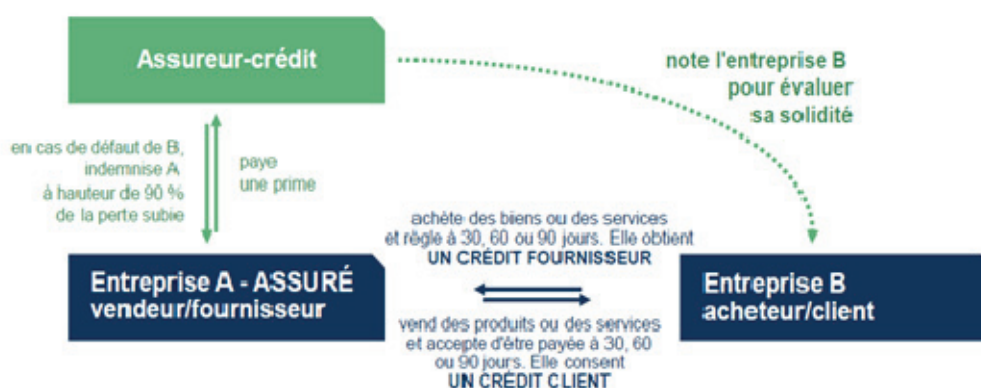 Assureur-crédit
note l'entreprise B
pour évaluer
sa solidité
en cas de défaut de B,
indemnise A
à hauteur de 90 %
de la perte subie
paye
une prime
achète des biens ou des services
et règle à 30, 60 ou 90 jours. Elle obtient
UN CRÉDIT FOURNISSEUR
Entreprise A - ASSURÉ
vendeur/fournisseur
Entreprise B
acheteur/client
vend des produits ou des services
et accepte d'être payée à 30, 60
ou 90 jours. Elle consent
UN CRÉDIT CLIENT